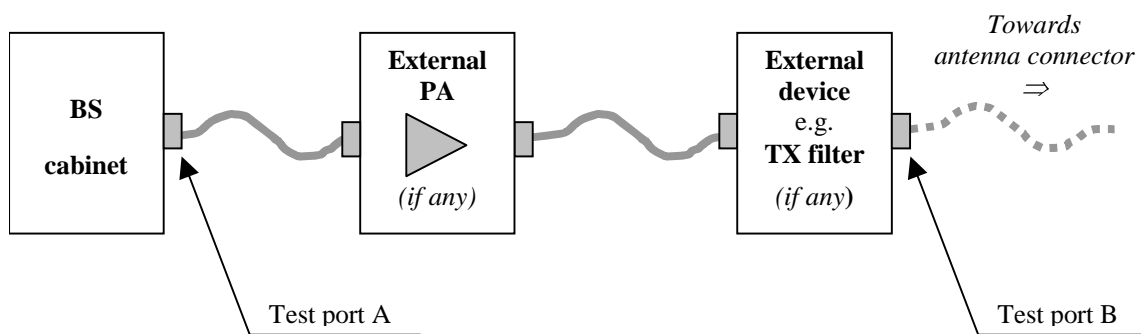 BS
cabinet
External
PA
(if any)
External
device
e.g.
TX filter
(if any)
Towards
antenna connector
⇒
Test port A
Test port B